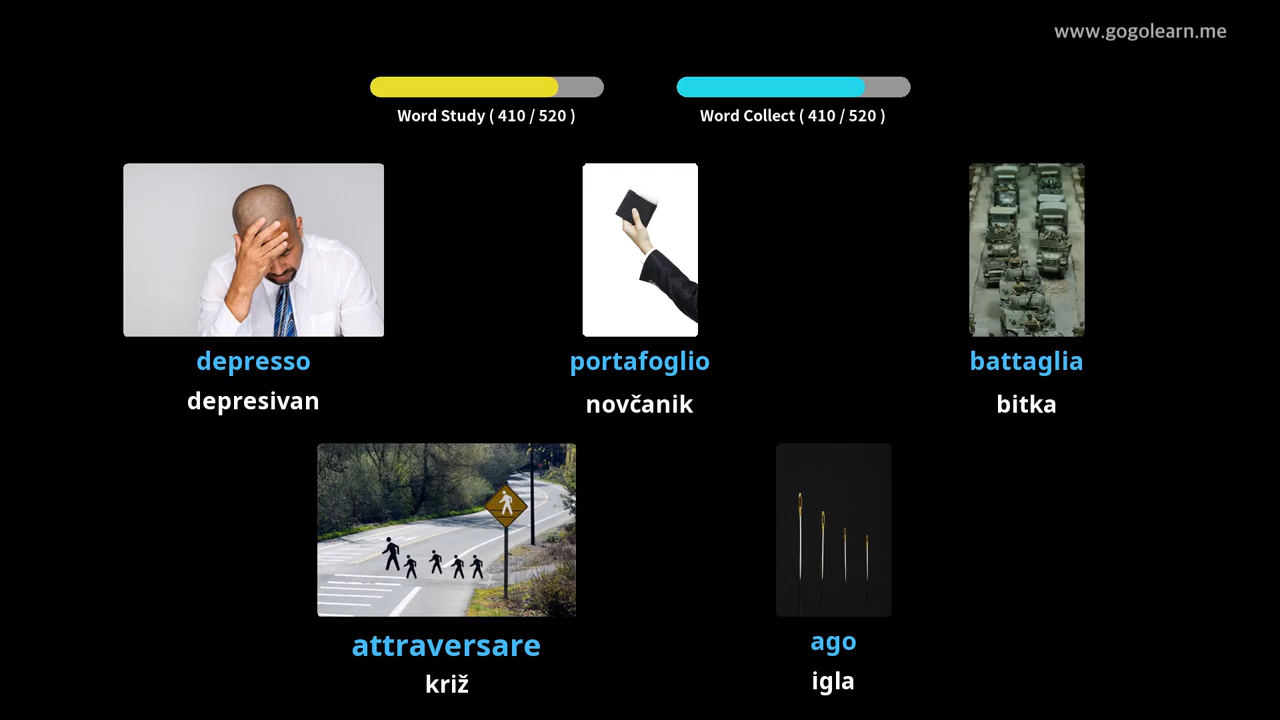 www.gogolearn.me
Word Study ( 410 / 520 )
Word Collect ( 410 / 520 )
depresso
depresivan
portafoglio
novčanik
battaglia
bitka
attraversare
križ
ago
igla